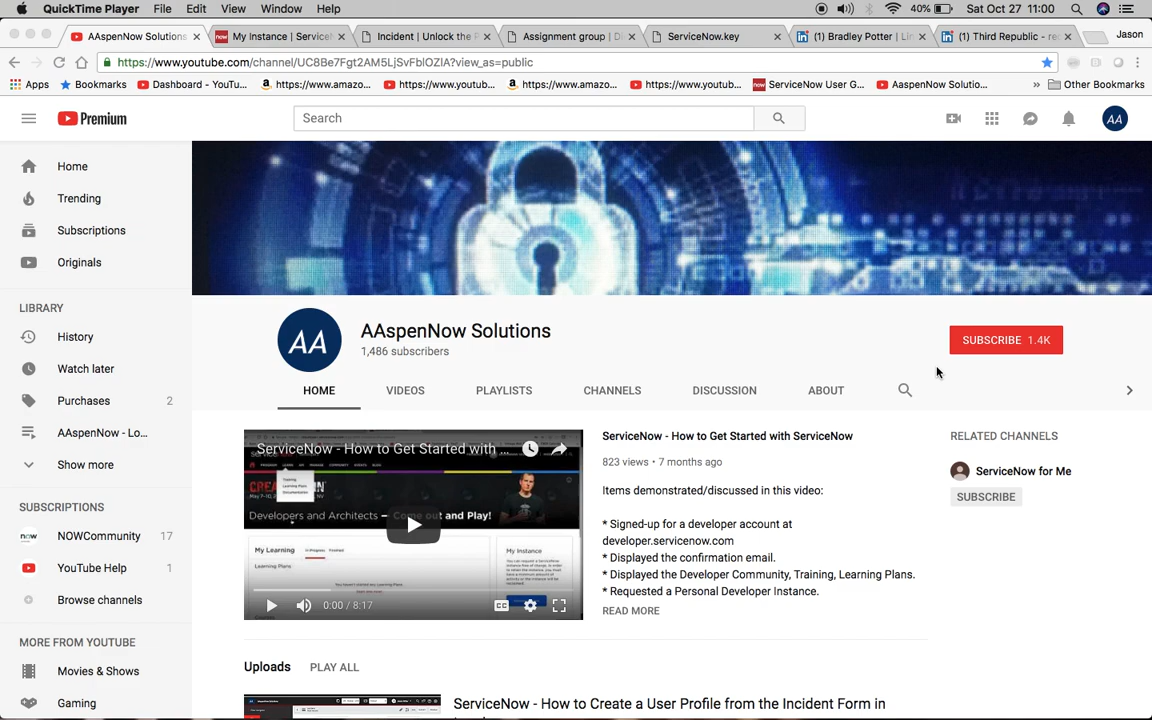 QuickTime Player File Edit View Window Help 40% Sat Oct 27 11:00
AAspenNow Solutions My Instance | Service Incident | Unlock the P Assignment group | Di ServiceNow.key (1) Bradley Potter | Lin (1) Third Republic - rec Jason
https://www.youtube.com/channel/UC8Be7Fgt2AM5LjSvFblOZlA?view_as=public
Apps Bookmarks Dashboard - YouTu... https://www.amazo... https://www.youtub... https://www.amazo... https://www.youtub... ServiceNow User G... AaspenNow Solutio... » Other Bookmarks
Premium Search AA
Home
Trending
Subscriptions
Originals
LIBRARY
History
Watch later
Purchases 2
AAspenNow - Lo...
Show more
SUBSCRIPTIONS
NOWCommunity 17
YouTube Help 1
Browse channels
MORE FROM YOUTUBE
Movies & Shows
Gaming
AA
AAspenNow Solutions
1,486 subscribers
SUBSCRIBE 1.4K
HOME VIDEOS PLAYLISTS CHANNELS DISCUSSION ABOUT
ServiceNow - How to Get Started with ...
Developers and Architects – Come out and Play!
My Learning
Learning Plans
My Instance
0:00 / 8:17
ServiceNow - How to Get Started with ServiceNow
823 views • 7 months ago
Items demonstrated/discussed in this video:
* Signed-up for a developer account at
developer.servicenow.com
* Displayed the confirmation email.
* Displayed the Developer Community, Training, Learning Plans.
* Requested a Personal Developer Instance.
READ MORE
RELATED CHANNELS
ServiceNow for Me
SUBSCRIBE
Uploads PLAY ALL
ServiceNow - How to Create a User Profile from the Incident Form in